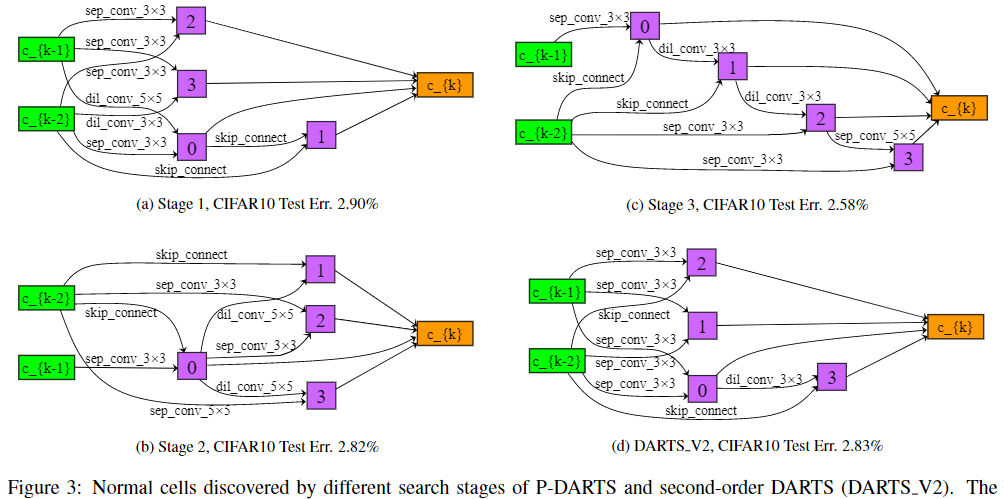 sep_conv_3×3
2
c_{k-1}
sep_conv_3×3
sep_conv_3×3
3
c_{k}
dil_conv_5×5
c_{k-2}
dil_conv_3×3
sep_conv_3×3
0
skip_connect
1
skip_connect
(a) Stage 1, CIFAR10 Test Err. 2.90%
sep_conv_3×3
0
c_{k-1}
dil_conv_3×3
1
skip_connect
dil_conv_3×3
skip_connect
c_{k}
c_{k-2}
sep_conv_3×3
2
sep_conv_5×5
3
sep_conv_3×3
(c) Stage 3, CIFAR10 Test Err. 2.58%
skip_connect
1
c_{k-2}
sep_conv_3×3
skip_connect
dil_conv_5×5
2
c_{k}
sep_conv_3×3
c_{k-1}
sep_conv_3×3
0
dil_conv_5×5
3
sep_conv_5×5
(b) Stage 2, CIFAR10 Test Err. 2.82%
sep_conv_3×3
2
c_{k-1}
sep_conv_3×3
skip_connect
1
c_{k}
sep_conv_3×3
c_{k-2}
sep_conv_3×3
sep_conv_3×3
0
dil_conv_3×3
3
skip_connect
(d) DARTS_V2, CIFAR10 Test Err. 2.83%
Figure 3: Normal cells discovered by different search stages of P-DARTS and second-order DARTS (DARTS_V2). The